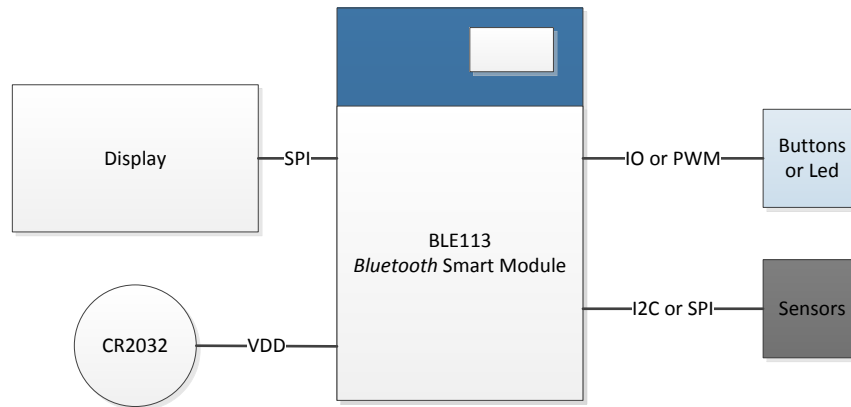 Display
SPI
BLE113
Bluetooth Smart Module
IO or PWM
Buttons
or Led
I2C or SPI
Sensors
CR2032
VDD